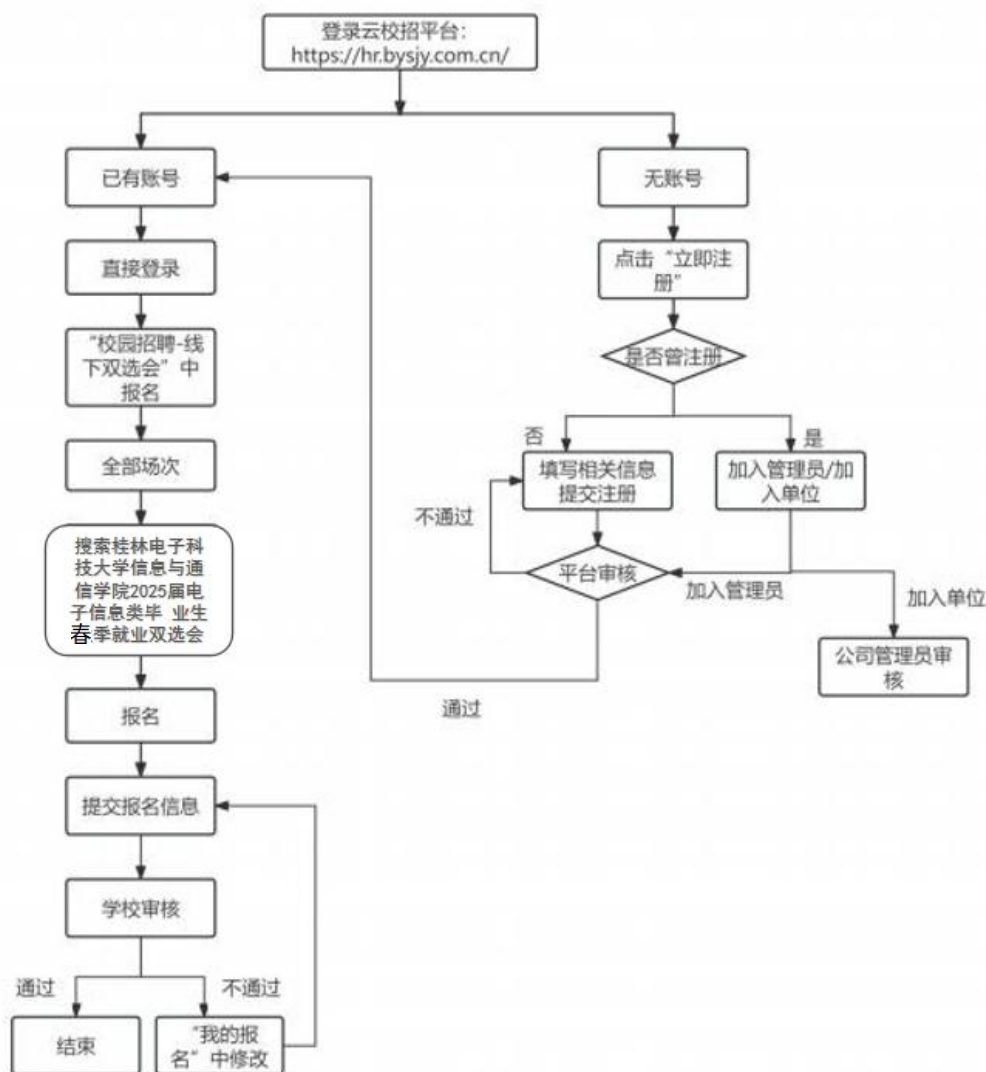 登录云校招平台：
https://hr.bysjy.com.cn/
已有账号
无账号
直接登录
点击“立即注
册”
“校园招聘-线
下双选会”中
报名
是否曾注册
否
是
全部场次
填写相关信息
提交注册
加入管理员/加
入单位
不通过
搜索桂林电子科
技大学信息与通
信学院2025届电
子信息类毕 业生
春季就业双选会
平台审核
加入管理员
加入单位
公司管理员审
核
通过
报名
提交报名信息
学校审核
通过
不通过
结束
“我的报
名”中修改